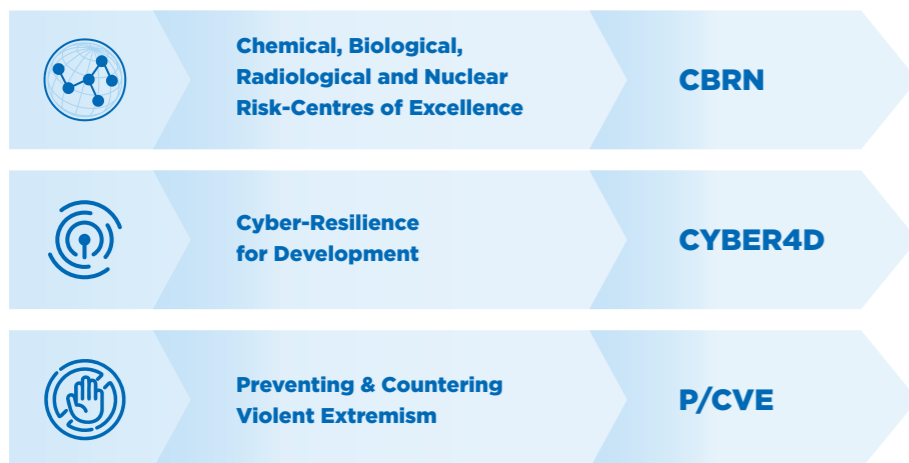 Chemical, Biological,
Radiological and Nuclear
Risk-Centres of Excellence
CBRN
Cyber-Resilience
for Development
CYBER4D
Preventing & Countering
Violent Extremism
P/CVE